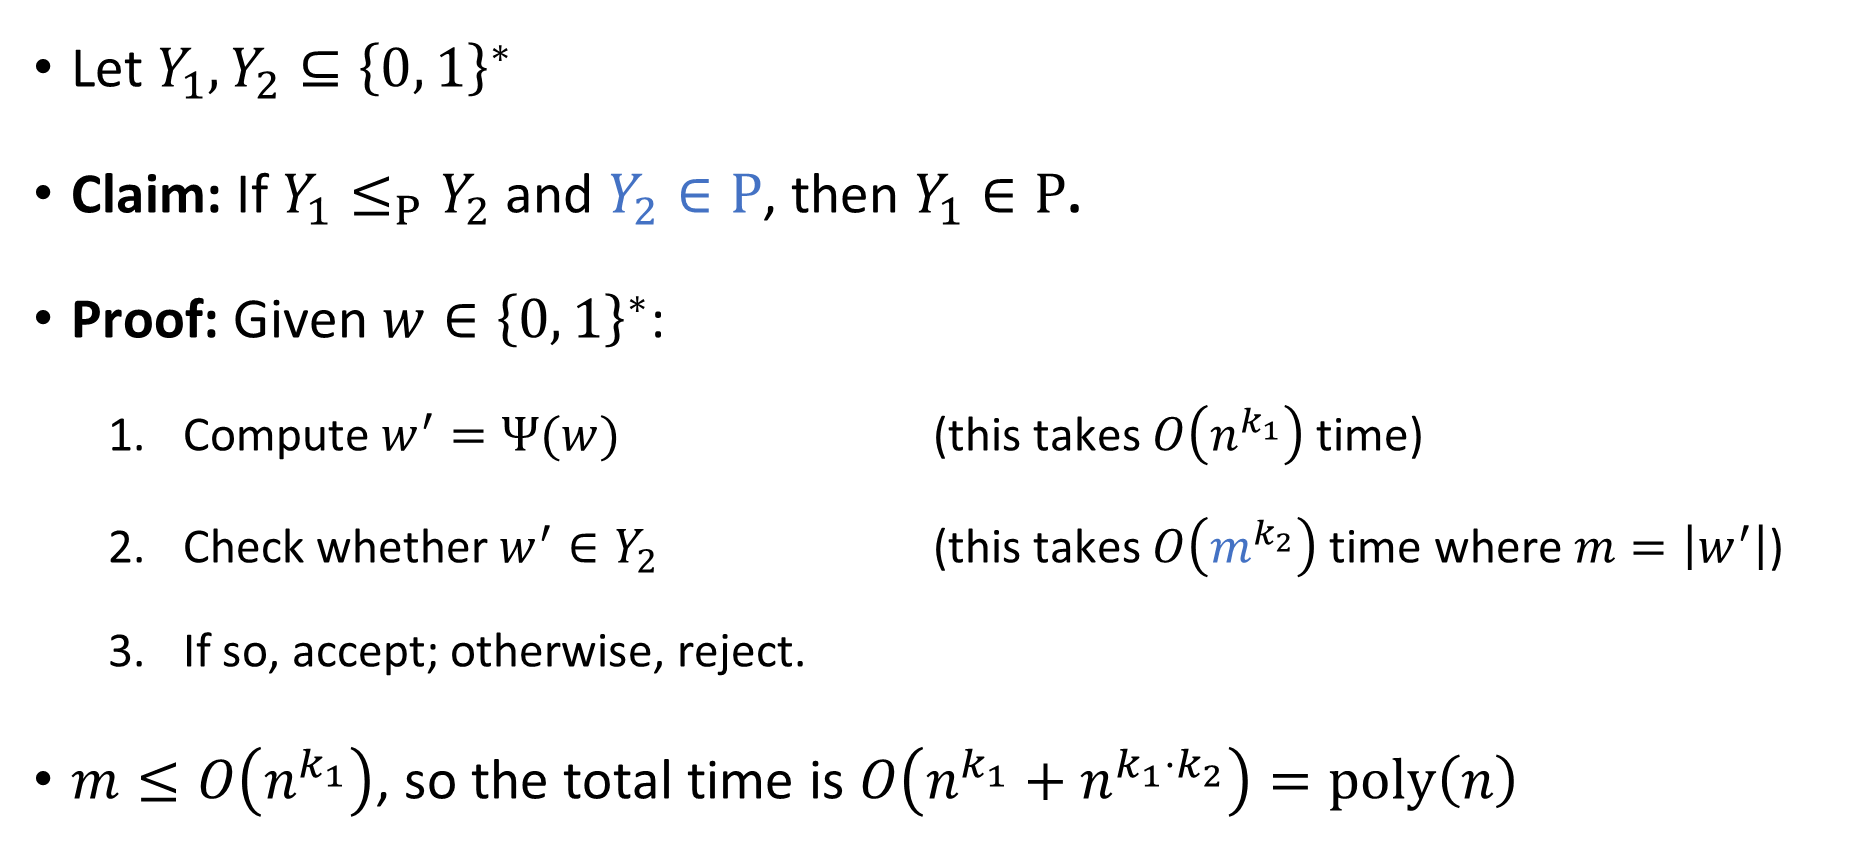 • Let Y₁, Y₂ ⊆ {0, 1}*
• Claim: If Y₁ ≤_P Y₂ and Y₂ ∈ P, then Y₁ ∈ P.
• Proof: Given w ∈ {0, 1}*:
1. Compute w′ = Ψ(w) (this takes O(n^{k₁}) time)
2. Check whether w′ ∈ Y₂ (this takes O(m^{k₂}) time where m = |w′|)
3. If so, accept; otherwise, reject.
• m ≤ O(n^{k₁}), so the total time is O(n^{k₁} + n^{k₁·k₂}) = poly(n)